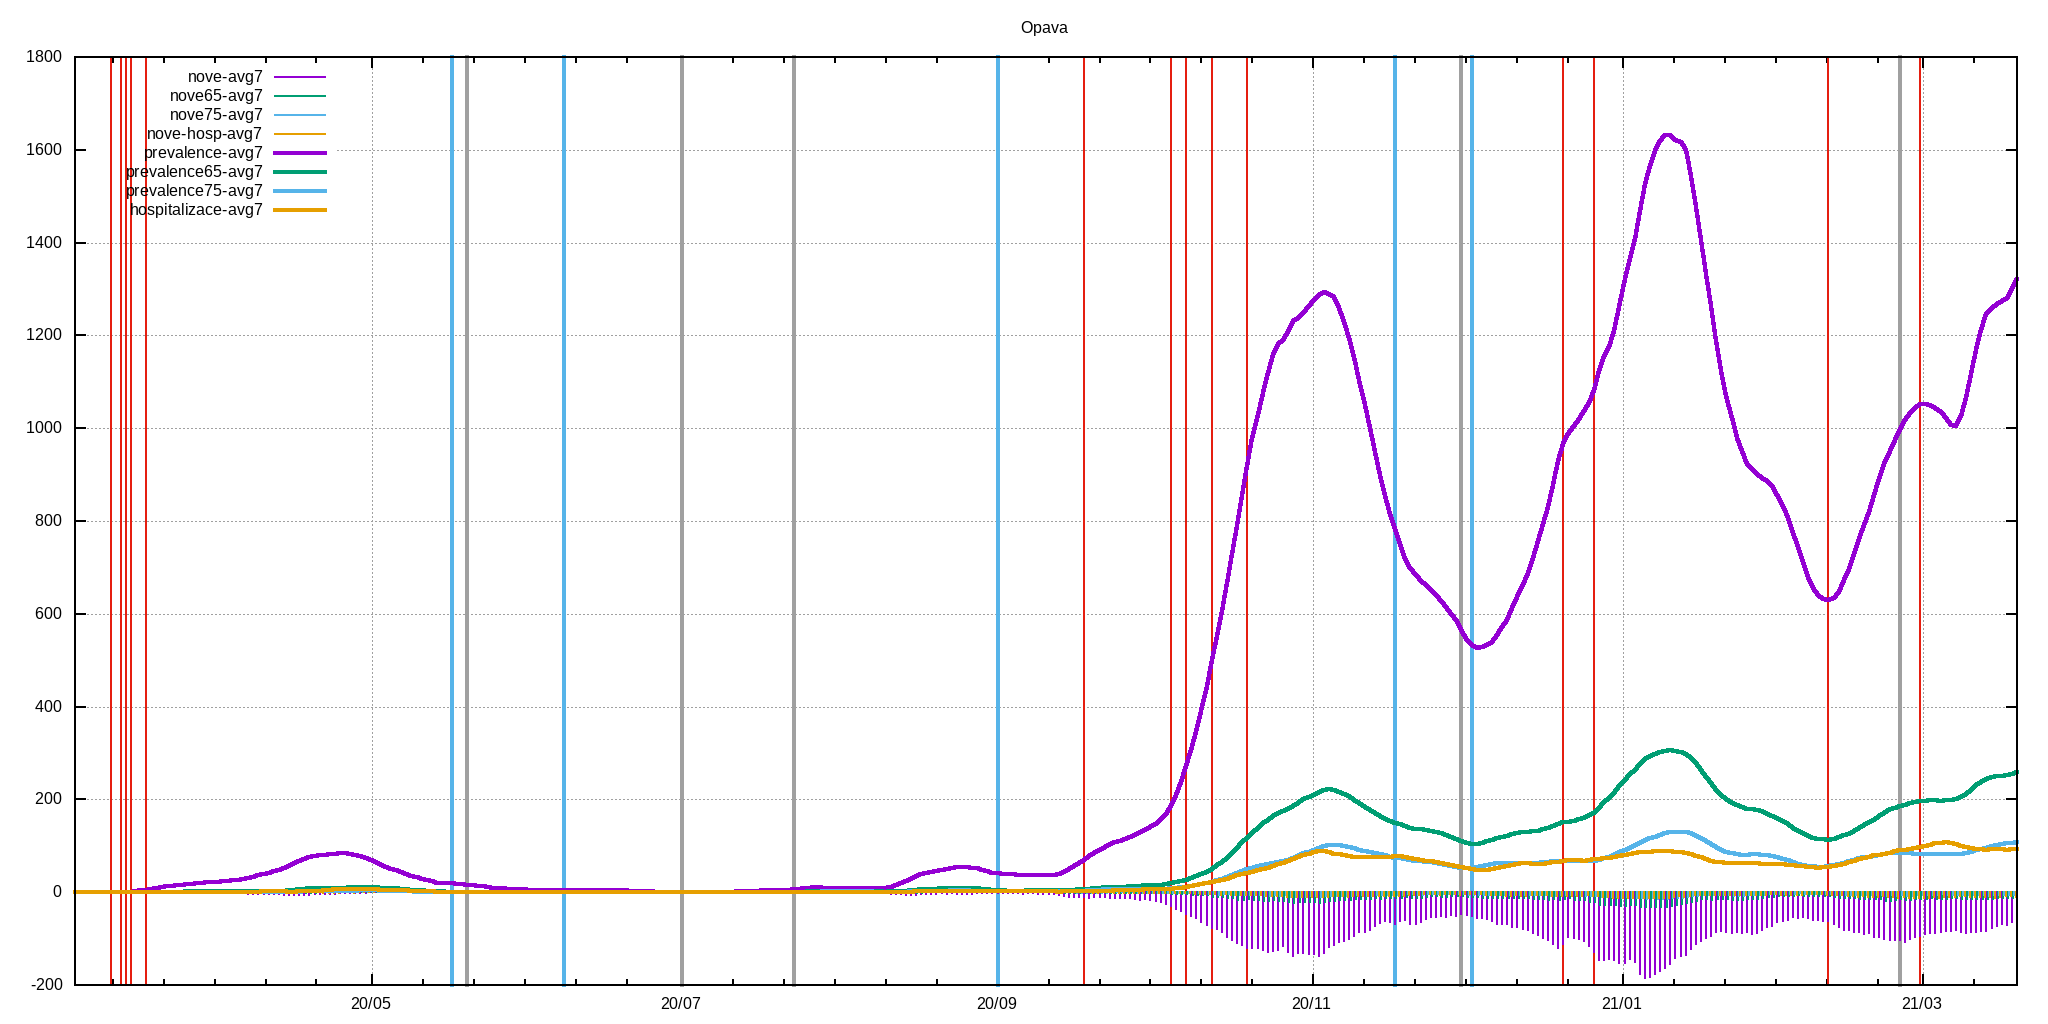 Opava
1800
1600
1400
1200
1000
800
600
400
200
0
-200
nove-avg7
nove65-avg7
nove75-avg7
nove-hosp-avg7
prevalence-avg7
prevalence65-avg7
prevalence75-avg7
hospitalizace-avg7
20/05
20/07
20/09
20/11
21/01
21/03